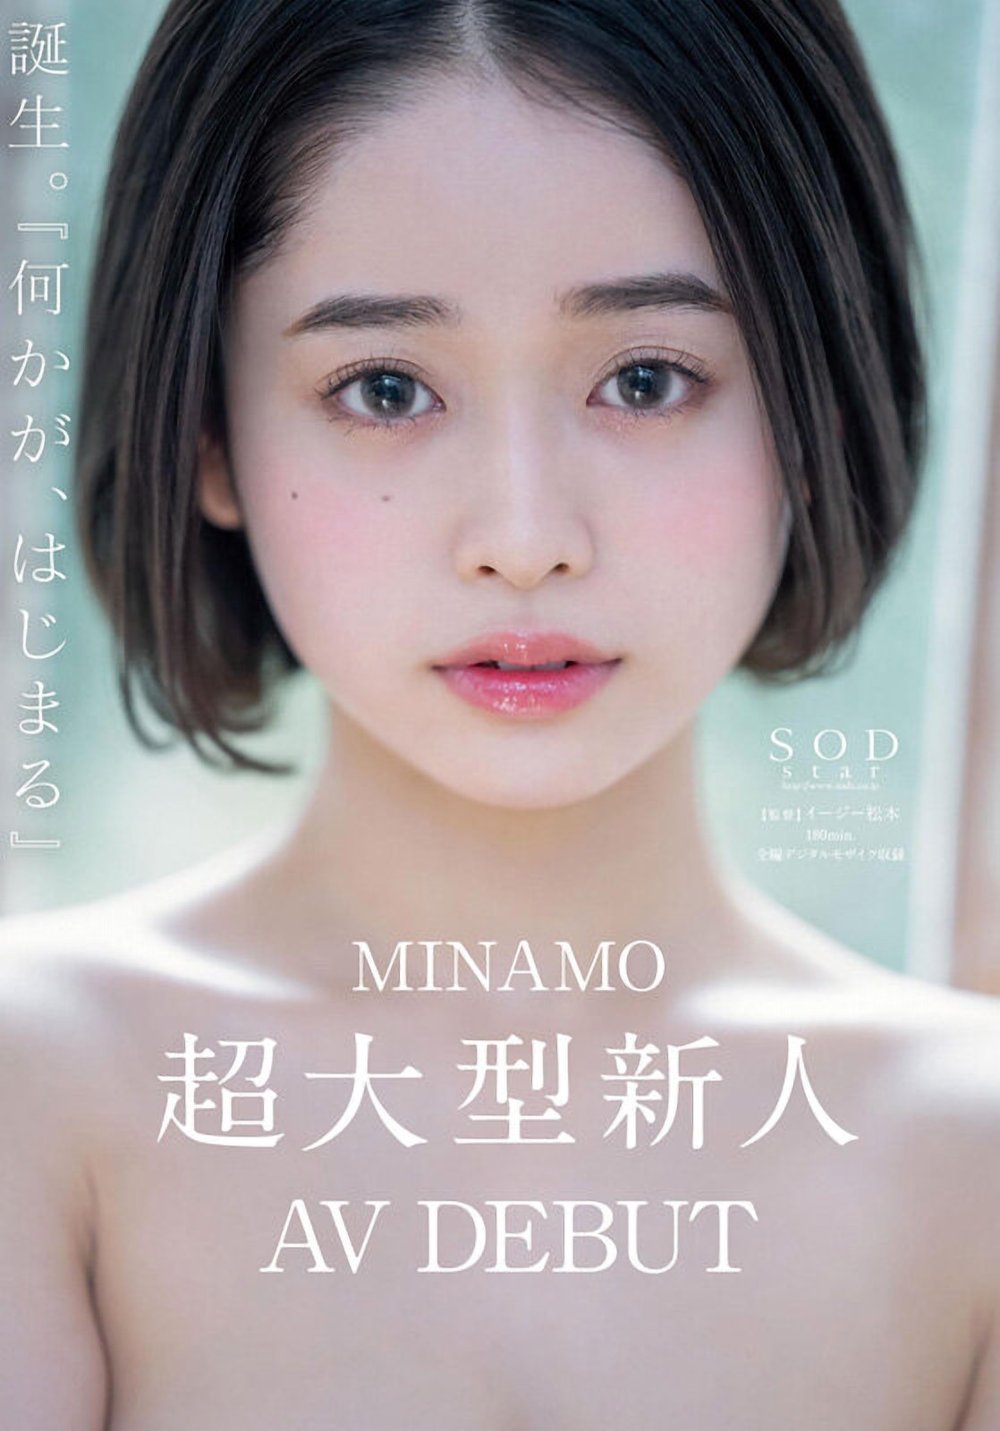 誕生。『何かが、はじまる』
SOD
star
【監督】イージー松本
180min.
全編デジタルモザイク収録
MINAMO
超大型新人
AV DEBUT